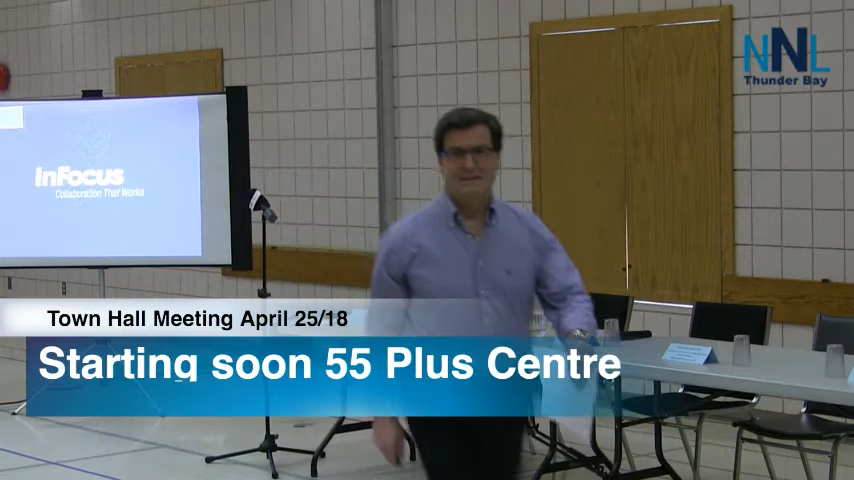 NNL
Thunder Bay
InFocus
Collaboration That Works
Town Hall Meeting April 25/18
Starting soon 55 Plus Centre